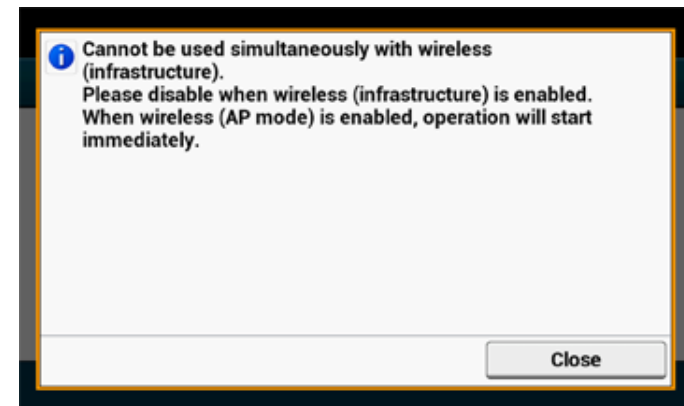 Cannot be used simultaneously with wireless
(infrastructure).
Please disable when wireless (infrastructure) is enabled.
When wireless (AP mode) is enabled, operation will start
immediately.
Close